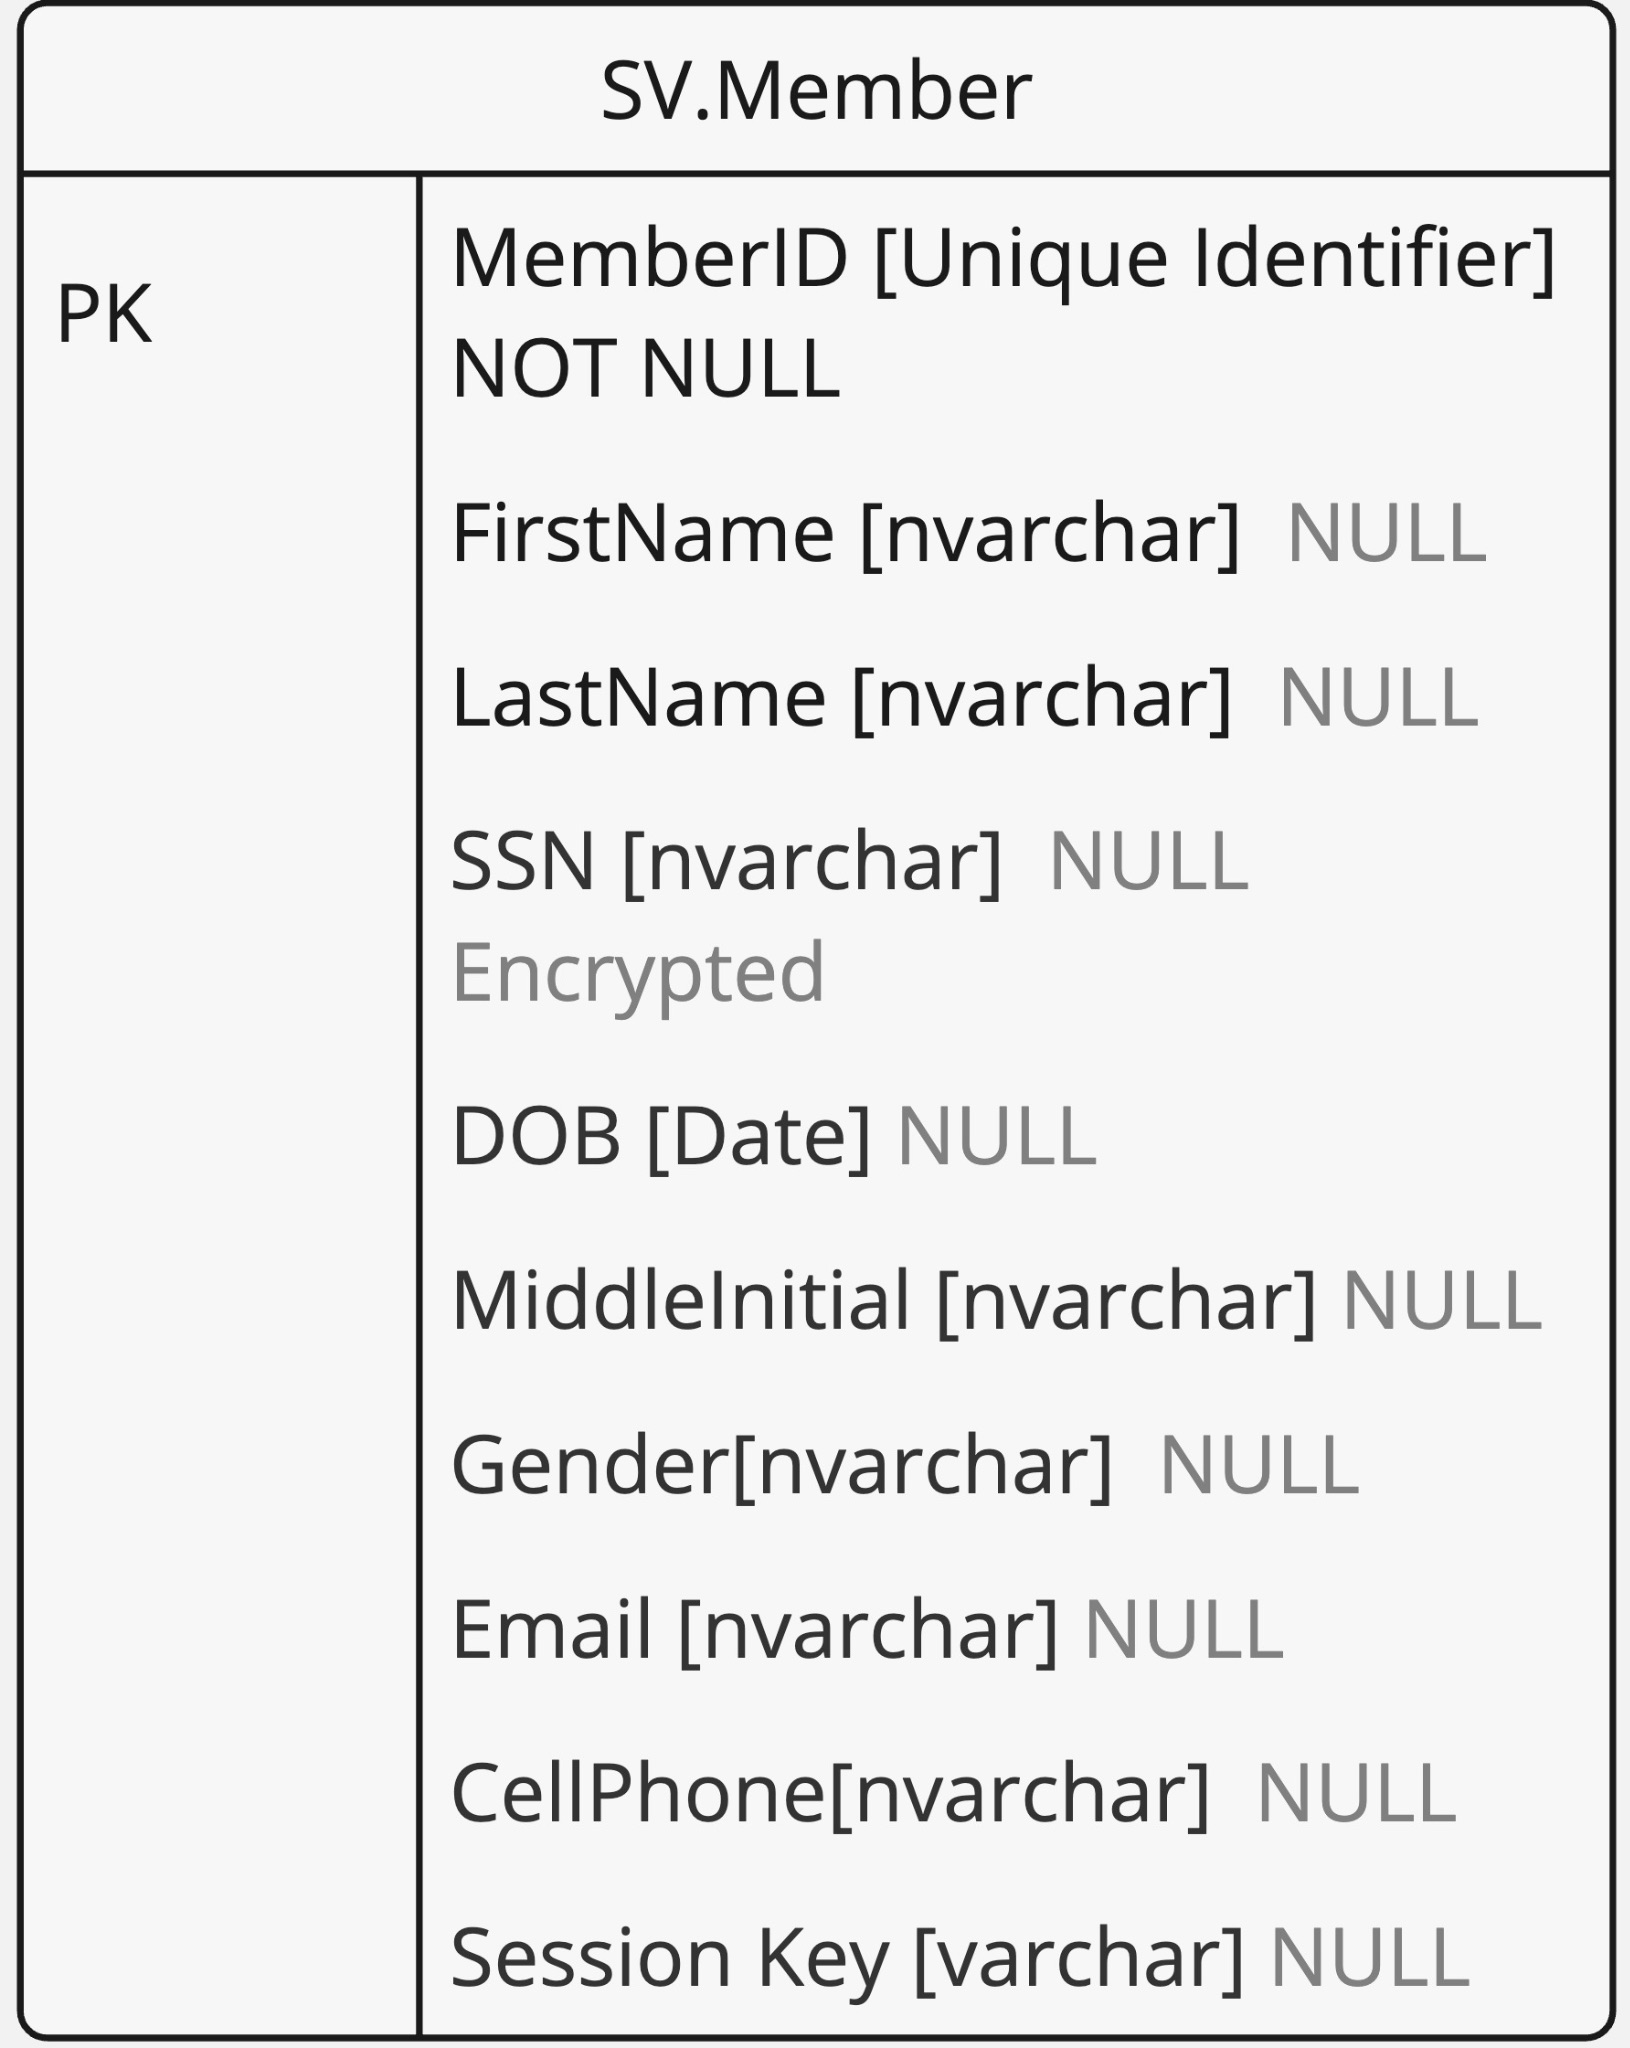 SV.Member
PK
MemberID [Unique Identifier]
NOT NULL
FirstName [nvarchar]  NULL
LastName [nvarchar]  NULL
SSN [nvarchar]  NULL
Encrypted
DOB [Date] NULL
MiddleInitial [nvarchar] NULL
Gender[nvarchar]  NULL
Email [nvarchar] NULL
CellPhone[nvarchar]  NULL
Session Key [varchar] NULL